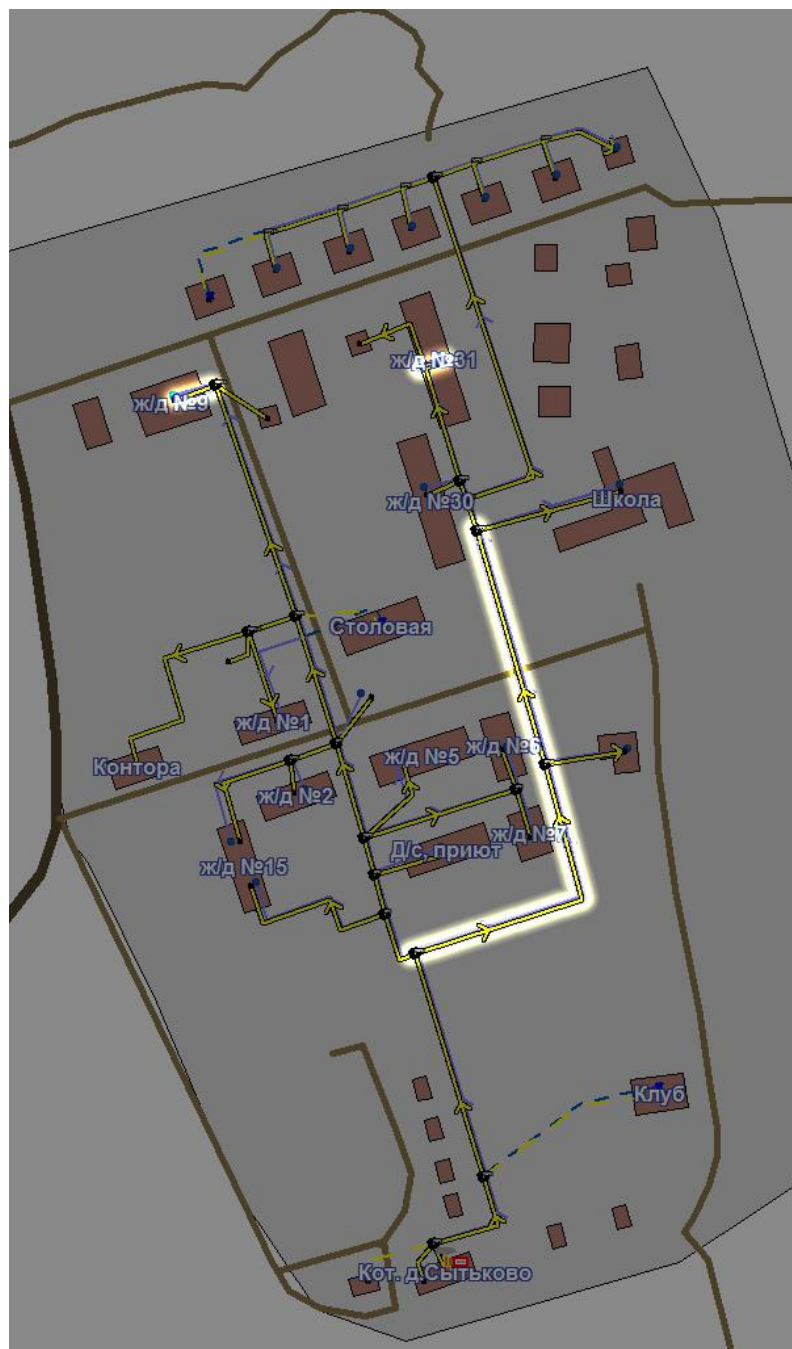 ж/д №31
ж/д №9
ж/д №30
Школа
Столовая
ж/д №1
ж/д №6
ж/д №5
Контора
ж/д №2
ж/д №7
Д/с, приют
ж/д №15
Клуб
Кот. д.Сытьково